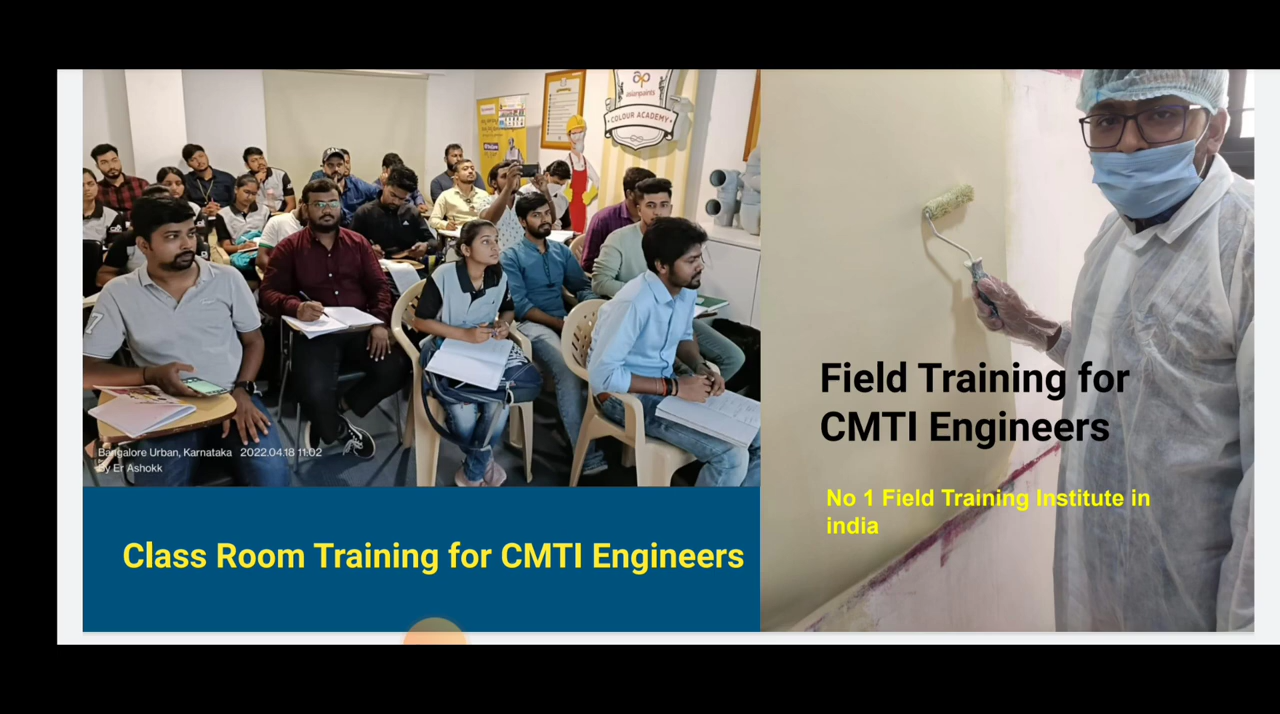 asianpaints
COLOUR ACADEMY
Bangalore Urban, Karnataka 2022.04.18 11:02
By Er Ashokk
Class Room Training for CMTI Engineers
Field Training for
CMTI Engineers
No 1 Field Training Institute in
india